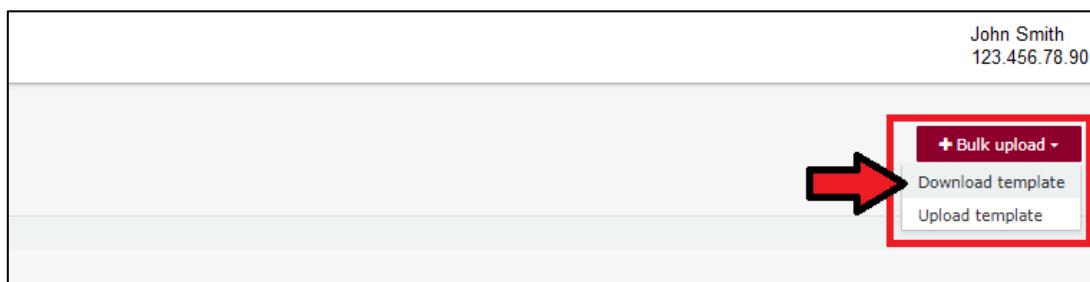 John Smith
123.456.78.90
+ Bulk upload
Download template
Upload template